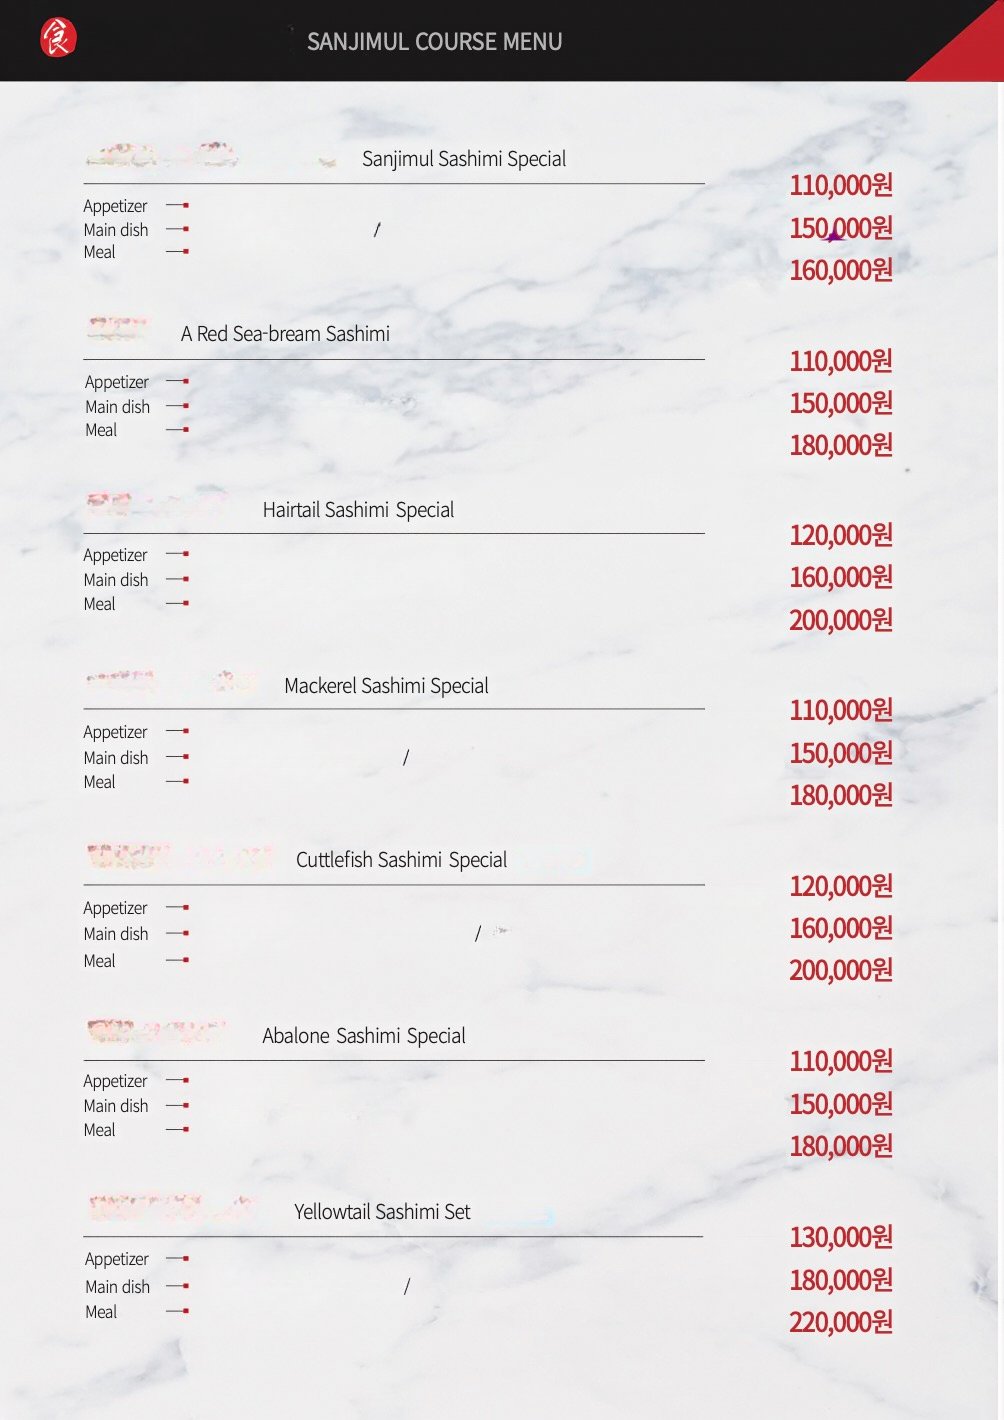 食
SANJIMUL COURSE MENU
Sanjimul Sashimi Special
110,000원
Appetizer
150,000원
Main dish /
Meal
160,000원
A Red Sea-bream Sashimi
110,000원
Appetizer
150,000원
Main dish
Meal
180,000원
Hairtail Sashimi Special
120,000원
Appetizer
160,000원
Main dish
Meal
200,000원
Mackerel Sashimi Special
110,000원
Appetizer
150,000원
Main dish /
Meal
180,000원
Cuttlefish Sashimi Special
120,000원
Appetizer
160,000원
Main dish /
Meal
200,000원
Abalone Sashimi Special
110,000원
Appetizer
150,000원
Main dish
Meal
180,000원
Yellowtail Sashimi Set
130,000원
Appetizer
180,000원
Main dish /
Meal
220,000원